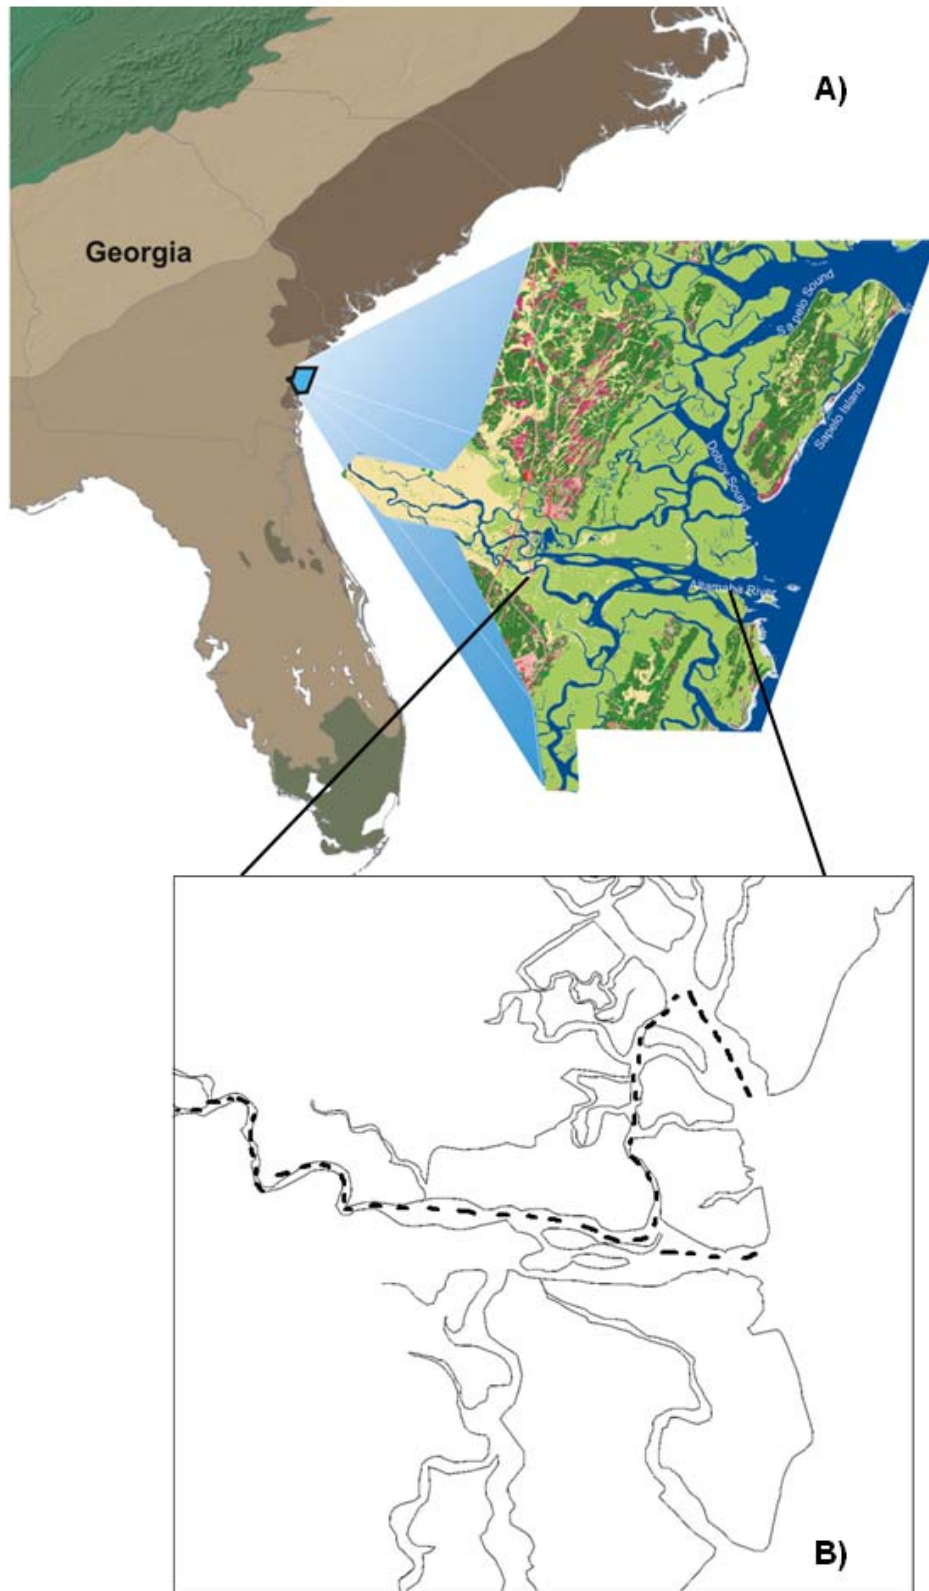 A)
Georgia
Sapelo Sound
Sapelo Island
Doboy Sound
Altamaha River
B)